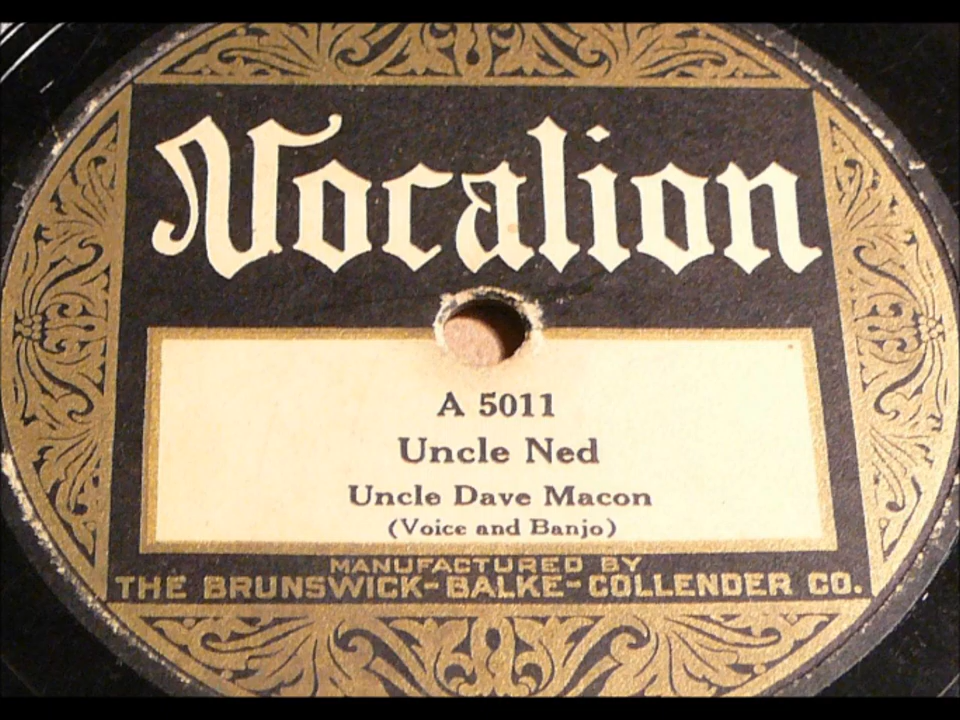 Vocalion
A 5011
Uncle Ned
Uncle Dave Macon
(Voice and Banjo)
MANUFACTURED BY
THE BRUNSWICK-BALKE-COLLENDER CO.